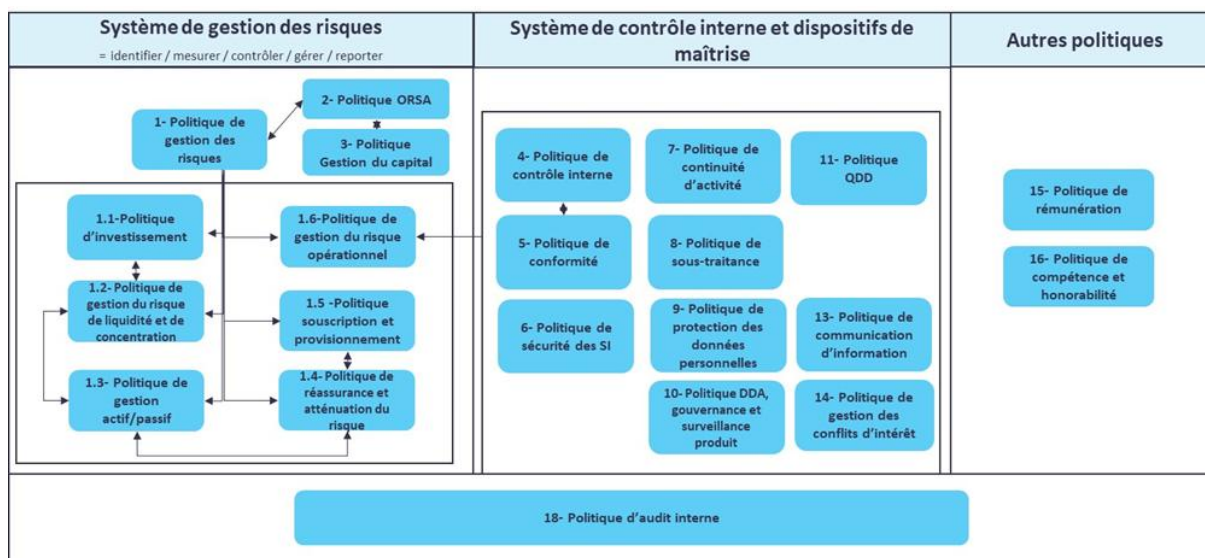 Système de gestion des risques
= identifier / mesurer / contrôler / gérer / reporter
Système de contrôle interne et dispositifs de
maîtrise
Autres politiques
1- Politique de
gestion des
risques
2- Politique ORSA
3- Politique
Gestion du capital
1.1-Politique
d'investissement
1.6-Politique de
gestion du risque
opérationnel
1.2- Politique de
gestion du risque
de liquidité et de
concentration
1.5 -Politique
souscription et
provisionnement
1.3- Politique de
gestion
actif/passif
1.4- Politique de
réassurance et
atténuation du
risque
4- Politique de
contrôle interne
7- Politique de
continuité
d'activité
11- Politique
QDD
5- Politique de
conformité
8- Politique de
sous-traitance
6- Politique de
sécurité des SI
9- Politique de
protection des
données
personnelles
13- Politique de
communication
d'information
10- Politique DDA,
gouvernance et
surveillance
produit
14- Politique de
gestion des
conflits d'intérêt
15- Politique de
rémunération
16- Politique de
compétence et
honorabilité
18- Politique d'audit interne